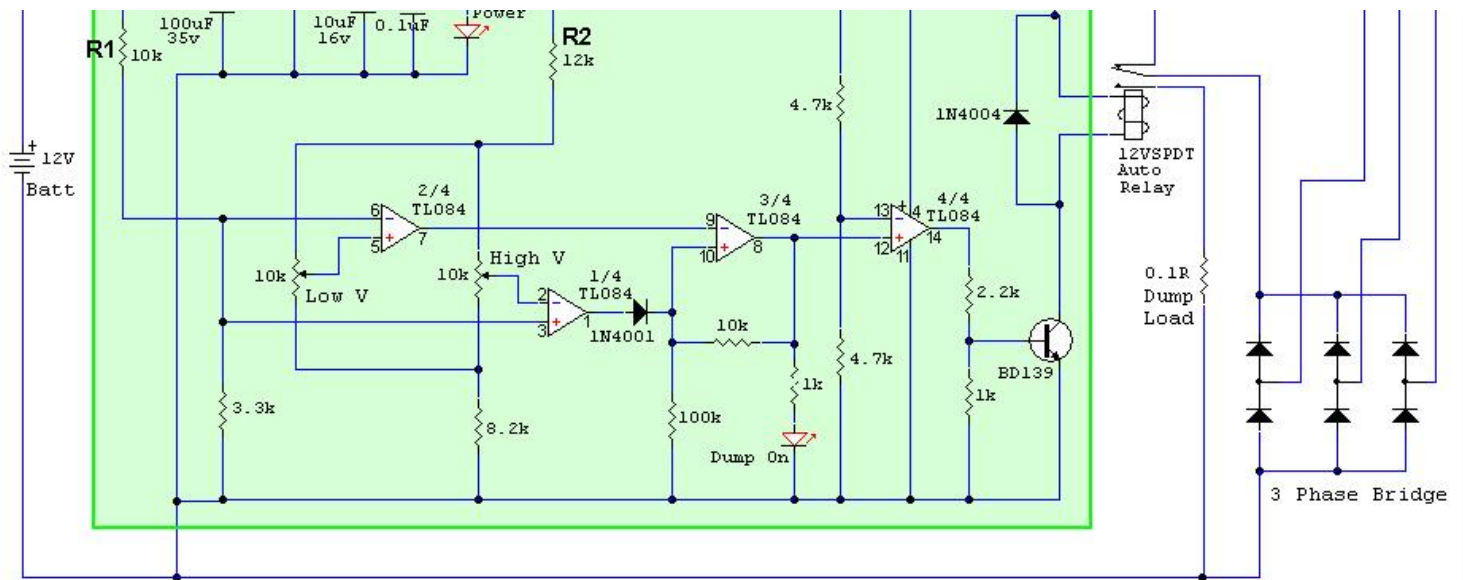 100uF
35v
10uF
16v
0.1uF
Power
R1
10k
R2
12k
4.7k
1N4004
+
12V
Batt
12VSPDT
Auto
Relay
2/4
TL084
6
-
5
+
7
3/4
TL084
9
-
10
+
8
4/4
TL084
13
-
+
4
12
+
11
14
10k
Low V
10k
High V
1/4
TL084
2
-
3
+
1
1N4001
10k
2.2k
0.1R
Dump
Load
3.3k
8.2k
100k
1k
4.7k
1k
BD139
Dump On
3 Phase Bridge